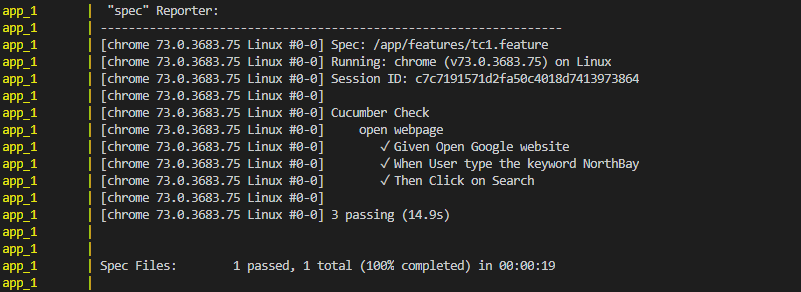 app_1 | "spec" Reporter:
app_1 | ------------------------------------------------------------------
app_1 | [chrome 73.0.3683.75 Linux #0-0] Spec: /app/features/tc1.feature
app_1 | [chrome 73.0.3683.75 Linux #0-0] Running: chrome (v73.0.3683.75) on Linux
app_1 | [chrome 73.0.3683.75 Linux #0-0] Session ID: c7c7191571d2fa50c4018d7413973864
app_1 | [chrome 73.0.3683.75 Linux #0-0]
app_1 | [chrome 73.0.3683.75 Linux #0-0] Cucumber Check
app_1 | [chrome 73.0.3683.75 Linux #0-0] open webpage
app_1 | [chrome 73.0.3683.75 Linux #0-0] ✓ Given Open Google website
app_1 | [chrome 73.0.3683.75 Linux #0-0] ✓ When User type the keyword NorthBay
app_1 | [chrome 73.0.3683.75 Linux #0-0] ✓ Then Click on Search
app_1 | [chrome 73.0.3683.75 Linux #0-0]
app_1 | [chrome 73.0.3683.75 Linux #0-0] 3 passing (14.9s)
app_1 |
app_1 |
app_1 | Spec Files: 1 passed, 1 total (100% completed) in 00:00:19
app_1 |